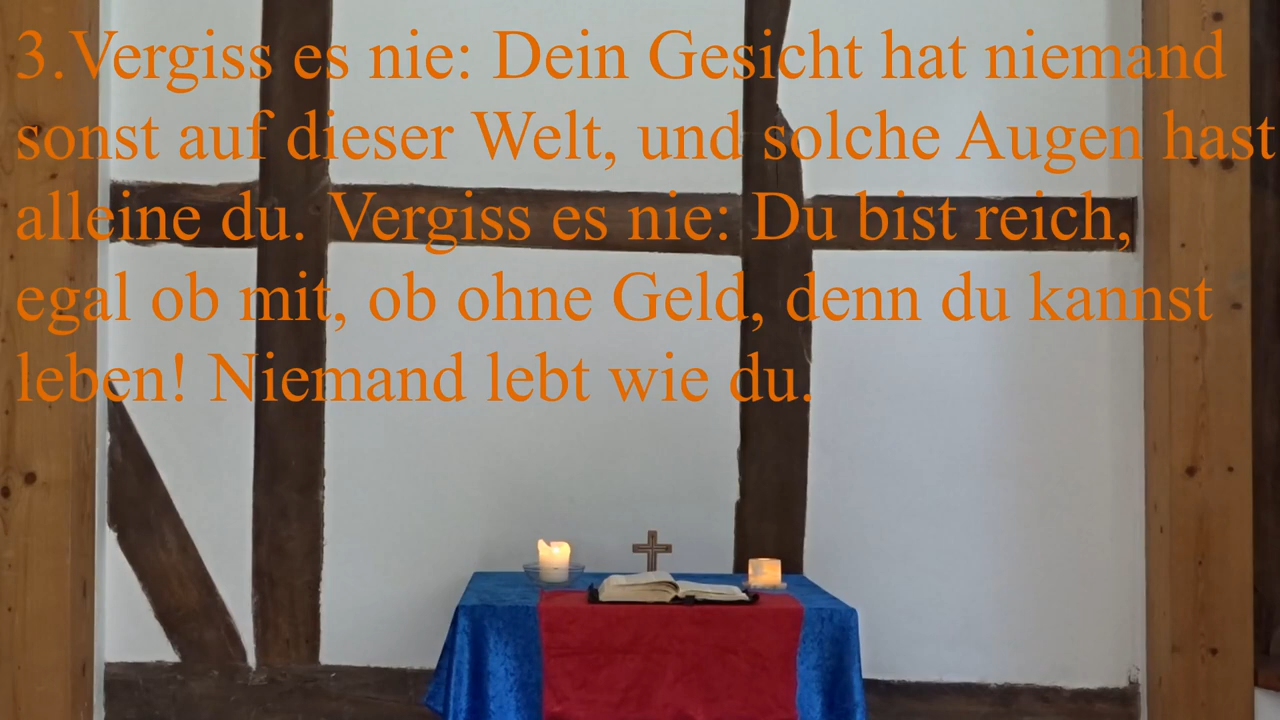 3.Vergiss es nie: Dein Gesicht hat niemand
sonst auf dieser Welt, und solche Augen hast
alleine du. Vergiss es nie: Du bist reich,
egal ob mit, ob ohne Geld, denn du kannst
leben! Niemand lebt wie du.